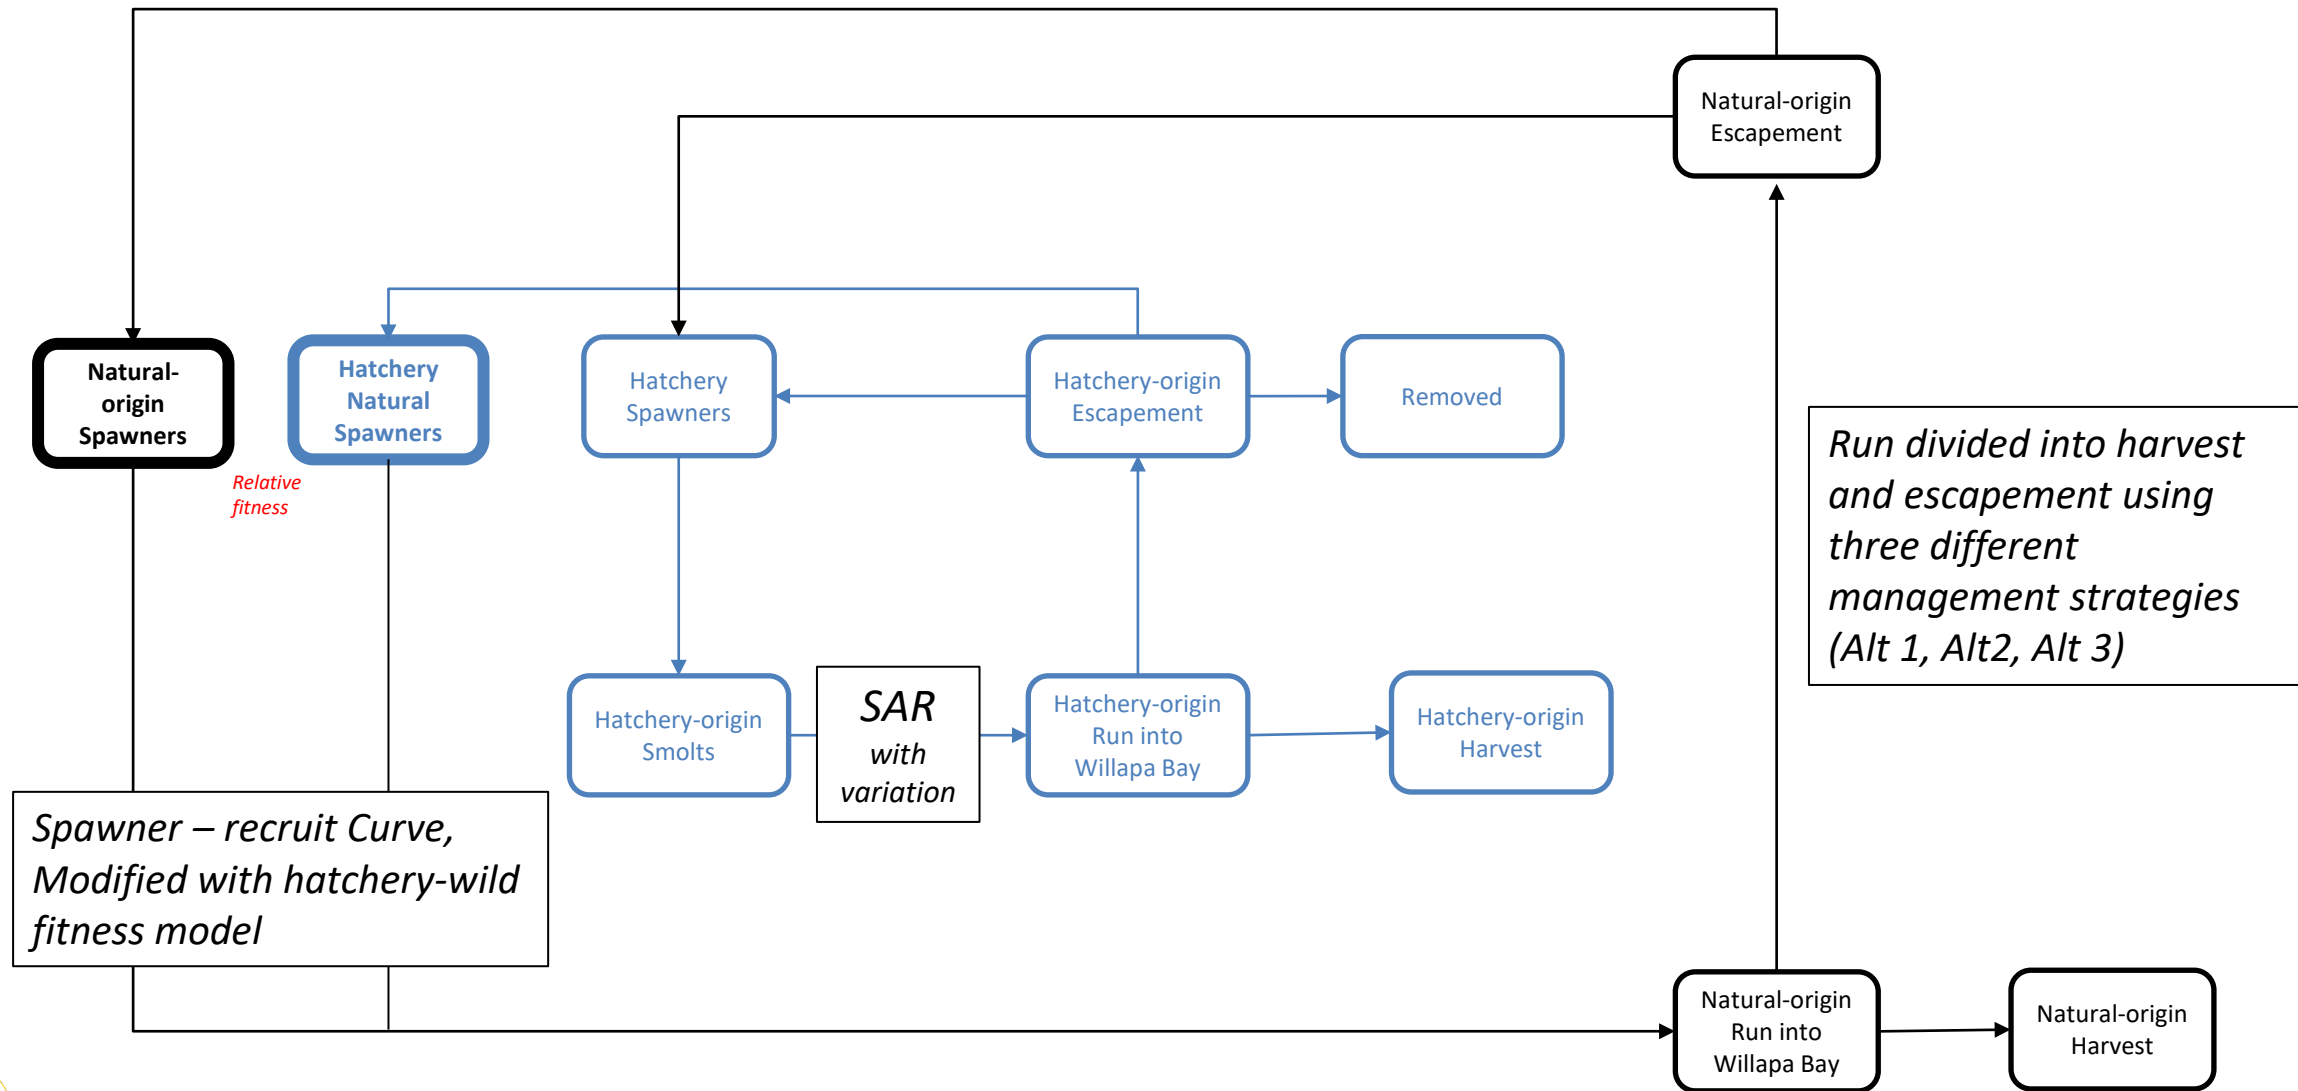 Natural-origin
Escapement
Natural-
origin
Spawners
Hatchery
Natural
Spawners
Relative
fitness
Hatchery
Spawners
Hatchery-origin
Escapement
Removed
Run divided into harvest
and escapement using
three different
management strategies
(Alt 1, Alt2, Alt 3)
Hatchery-origin
Smolts
SAR
with
variation
Hatchery-origin
Run into
Willapa Bay
Hatchery-origin
Harvest
Spawner – recruit Curve,
Modified with hatchery-wild
fitness model
Natural-origin
Run into
Willapa Bay
Natural-origin
Harvest